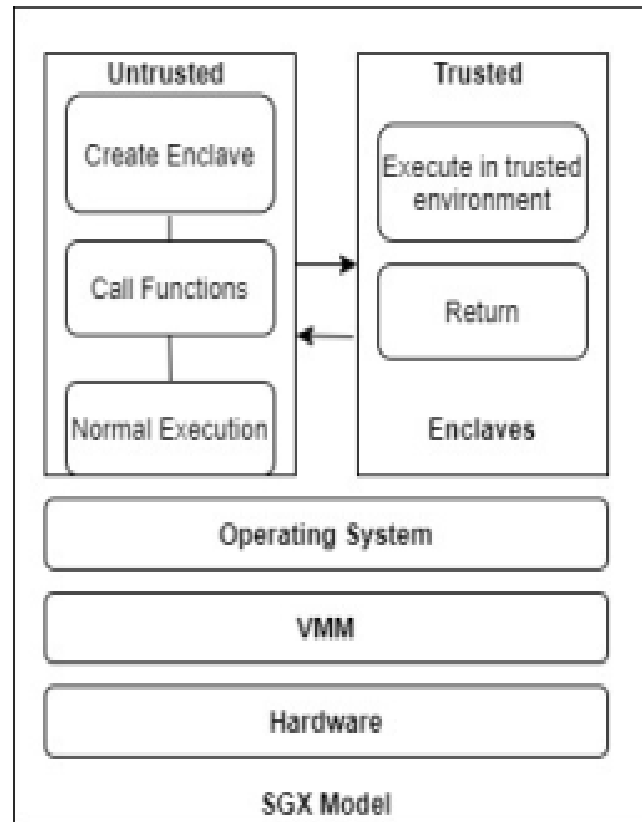 Untrusted
Create Enclave
Call Functions
Normal Execution
Trusted
Execute in trusted
environment
Return
Enclaves
Operating System
VMM
Hardware
SGX Model